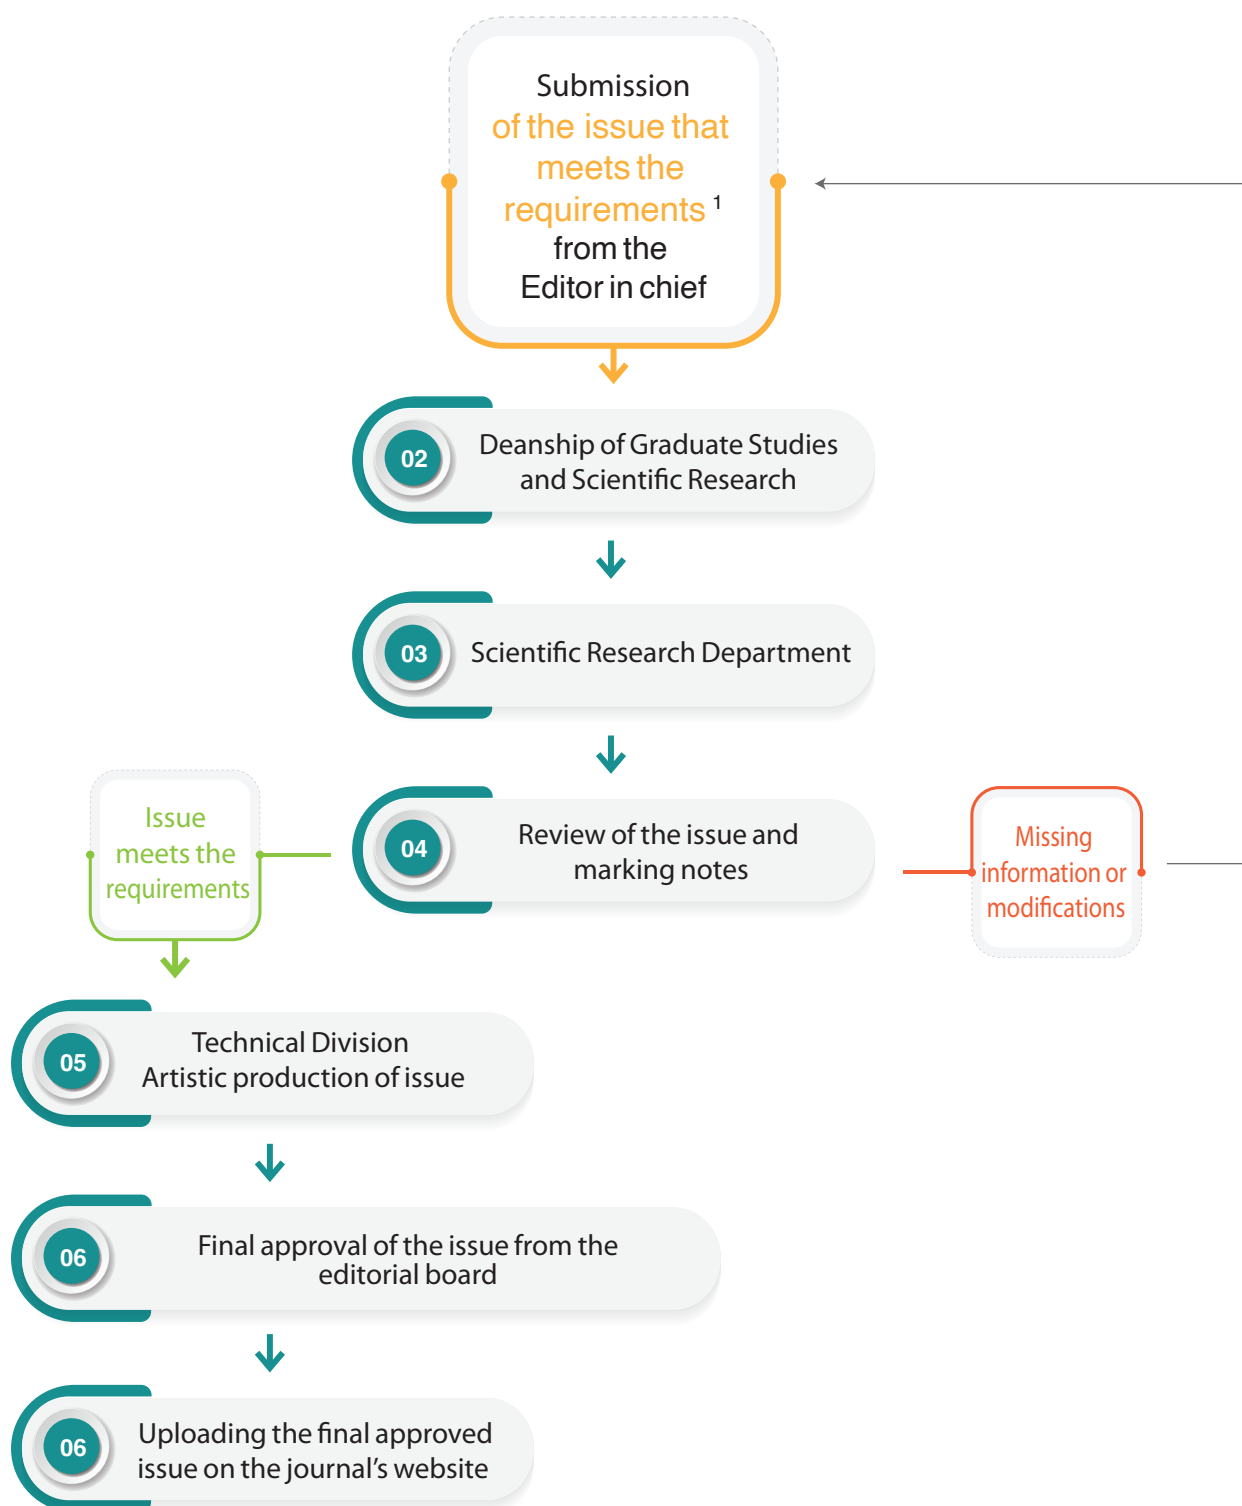 Submission
of the issue that
meets the
requirements 1
from the
Editor in chief
02
Deanship of Graduate Studies
and Scientific Research
03
Scientific Research Department
Issue
meets the
requirements
04
Review of the issue and
marking notes
Missing
information or
modifications
05
Technical Division
Artistic production of issue
06
Final approval of the issue from the
editorial board
06
Uploading the final approved
issue on the journal's website